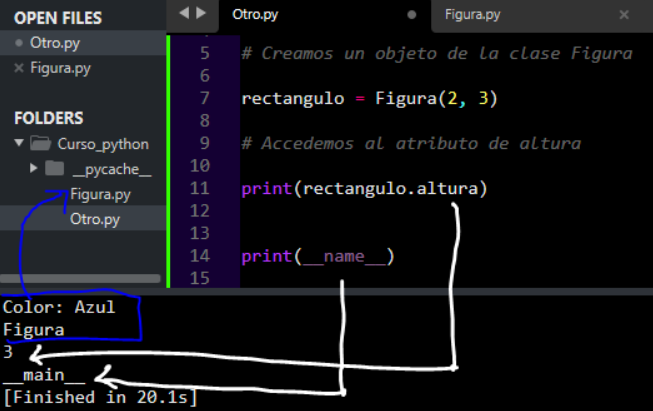 OPEN FILES
Otro.py
Figura.py
FOLDERS
Curso_python
__pycache__
Figura.py
Otro.py
Otro.py
Figura.py
5 # Creamos un objeto de la clase Figura
6
7 rectangulo = Figura(2, 3)
8
9 # Accedemos al atributo de altura
10
11 print(rectangulo.altura)
12
13
14 print(__name__)
15
Color: Azul
Figura
3
__main__
[Finished in 20.1s]